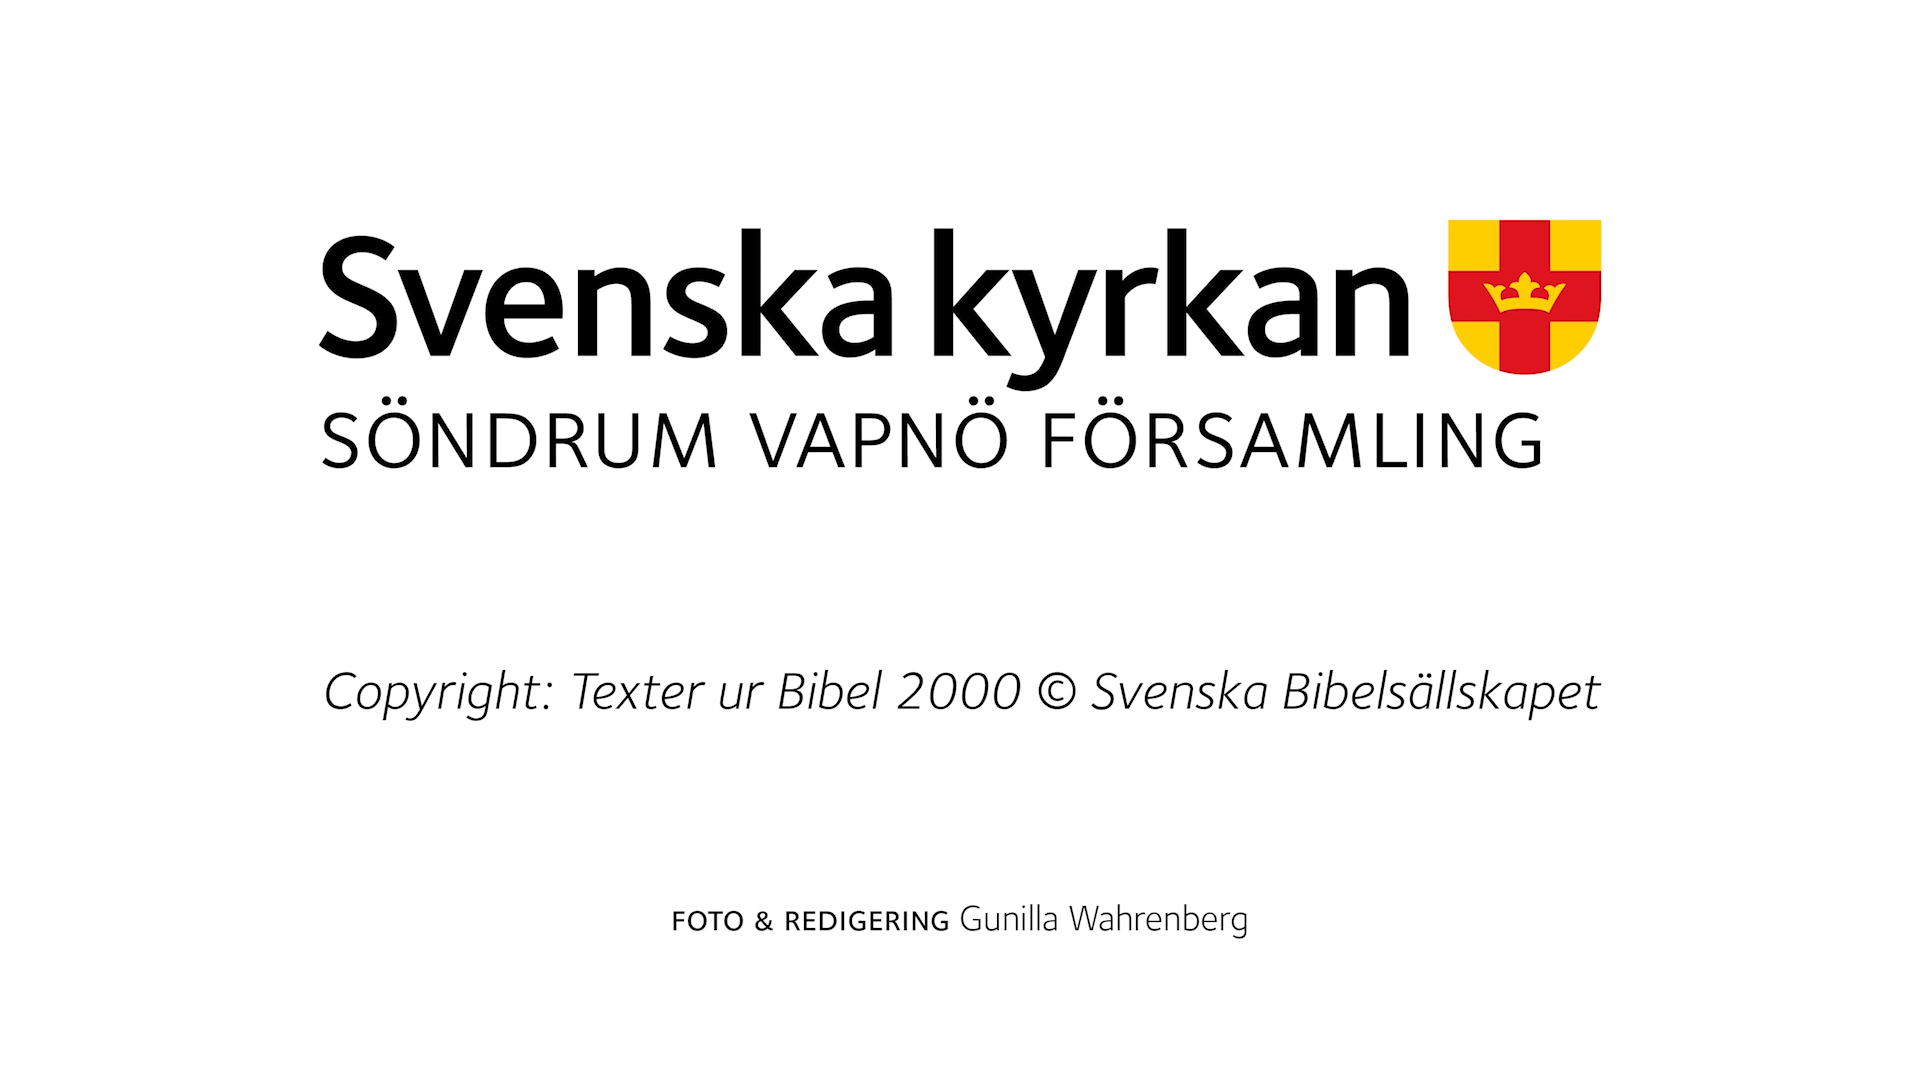 Svenska kyrkan
SÖNDRUM VAPNÖ FÖRSAMLING
Copyright: Texter ur Bibel 2000 © Svenska Bibelsällskapet
FOTO & REDIGERING Gunilla Wahrenberg